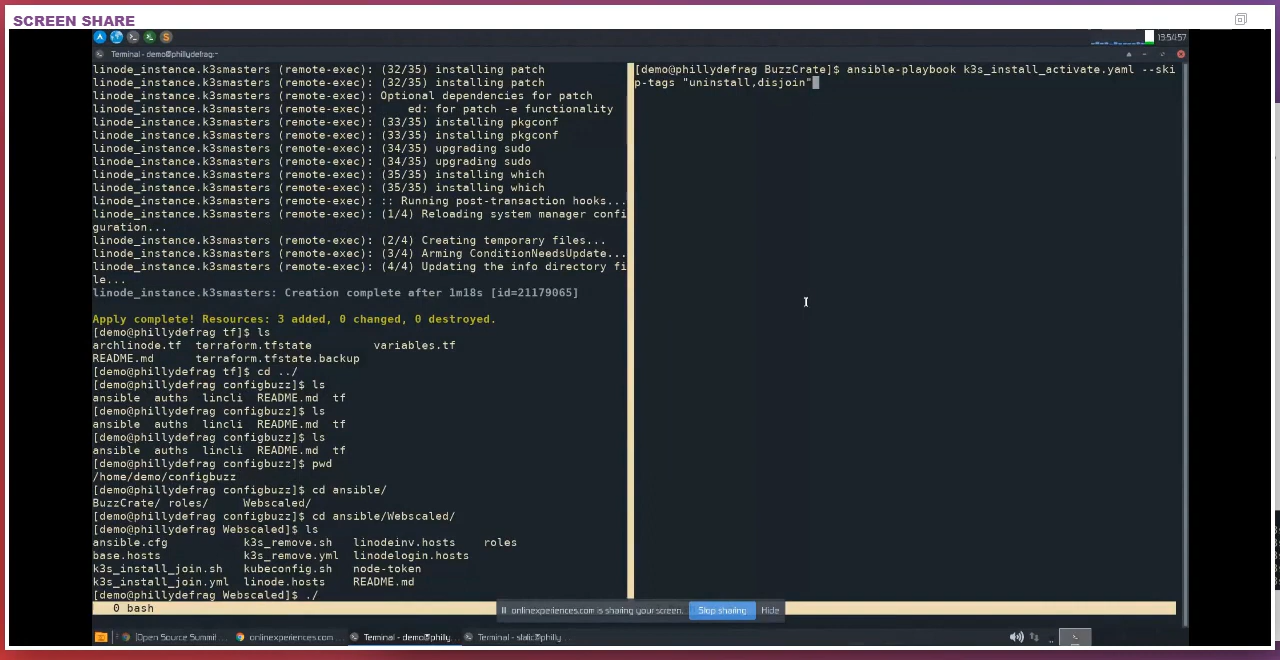 SCREEN SHARE
13:5/457
Terminal - demo@phillydefrag:~
linode_instance.k3smasters (remote-exec): (32/35) installing patch
linode_instance.k3smasters (remote-exec): (32/35) installing patch
linode_instance.k3smasters (remote-exec): Optional dependencies for patch
linode_instance.k3smasters (remote-exec):     ed: for patch -e functionality
linode_instance.k3smasters (remote-exec): (33/35) installing pkgconf
linode_instance.k3smasters (remote-exec): (33/35) installing pkgconf
linode_instance.k3smasters (remote-exec): (34/35) upgrading sudo
linode_instance.k3smasters (remote-exec): (34/35) upgrading sudo
linode_instance.k3smasters (remote-exec): (35/35) installing which
linode_instance.k3smasters (remote-exec): (35/35) installing which
linode_instance.k3smasters (remote-exec): :: Running post-transaction hooks...
linode_instance.k3smasters (remote-exec): (1/4) Reloading system manager confi
guration...
linode_instance.k3smasters (remote-exec): (2/4) Creating temporary files...
linode_instance.k3smasters (remote-exec): (3/4) Arming ConditionNeedsUpdate...
linode_instance.k3smasters (remote-exec): (4/4) Updating the info directory fi
le...
linode_instance.k3smasters: Creation complete after 1m18s [id=21179065]
Apply complete! Resources: 3 added, 0 changed, 0 destroyed.
[demo@phillydefrag tf]$ ls
archlinode.tf  terraform.tfstate         variables.tf
README.md      terraform.tfstate.backup
[demo@phillydefrag tf]$ cd ../
[demo@phillydefrag configbuzz]$ ls
ansible  auths  lincli  README.md  tf
[demo@phillydefrag configbuzz]$ ls
ansible  auths  lincli  README.md  tf
[demo@phillydefrag configbuzz]$ ls
ansible  auths  lincli  README.md  tf
[demo@phillydefrag configbuzz]$ pwd
/home/demo/configbuzz
[demo@phillydefrag configbuzz]$ cd ansible/
BuzzCrate/ roles/     Webscaled/
[demo@phillydefrag configbuzz]$ cd ansible/Webscaled/
[demo@phillydefrag Webscaled]$ ls
ansible.cfg           k3s_remove.sh   linodeinv.hosts    roles
base.hosts            k3s_remove.yml  linodelogin.hosts
k3s_install_join.sh   kubeconfig.sh   node-token
k3s_install_join.yml  linode.hosts    README.md
[demo@phillydefrag Webscaled]$ ./
[demo@phillydefrag BuzzCrate]$ ansible-playbook k3s_install_activate.yaml --ski
p-tags "uninstall,disjoin"
0 bash
onlinexperiences.com is sharing your screen.
Stop sharing
Hide
[Open Source Summit ...
onlinexperiences.com ...
Terminal - demo@philly...
Terminal - slalic@philly...